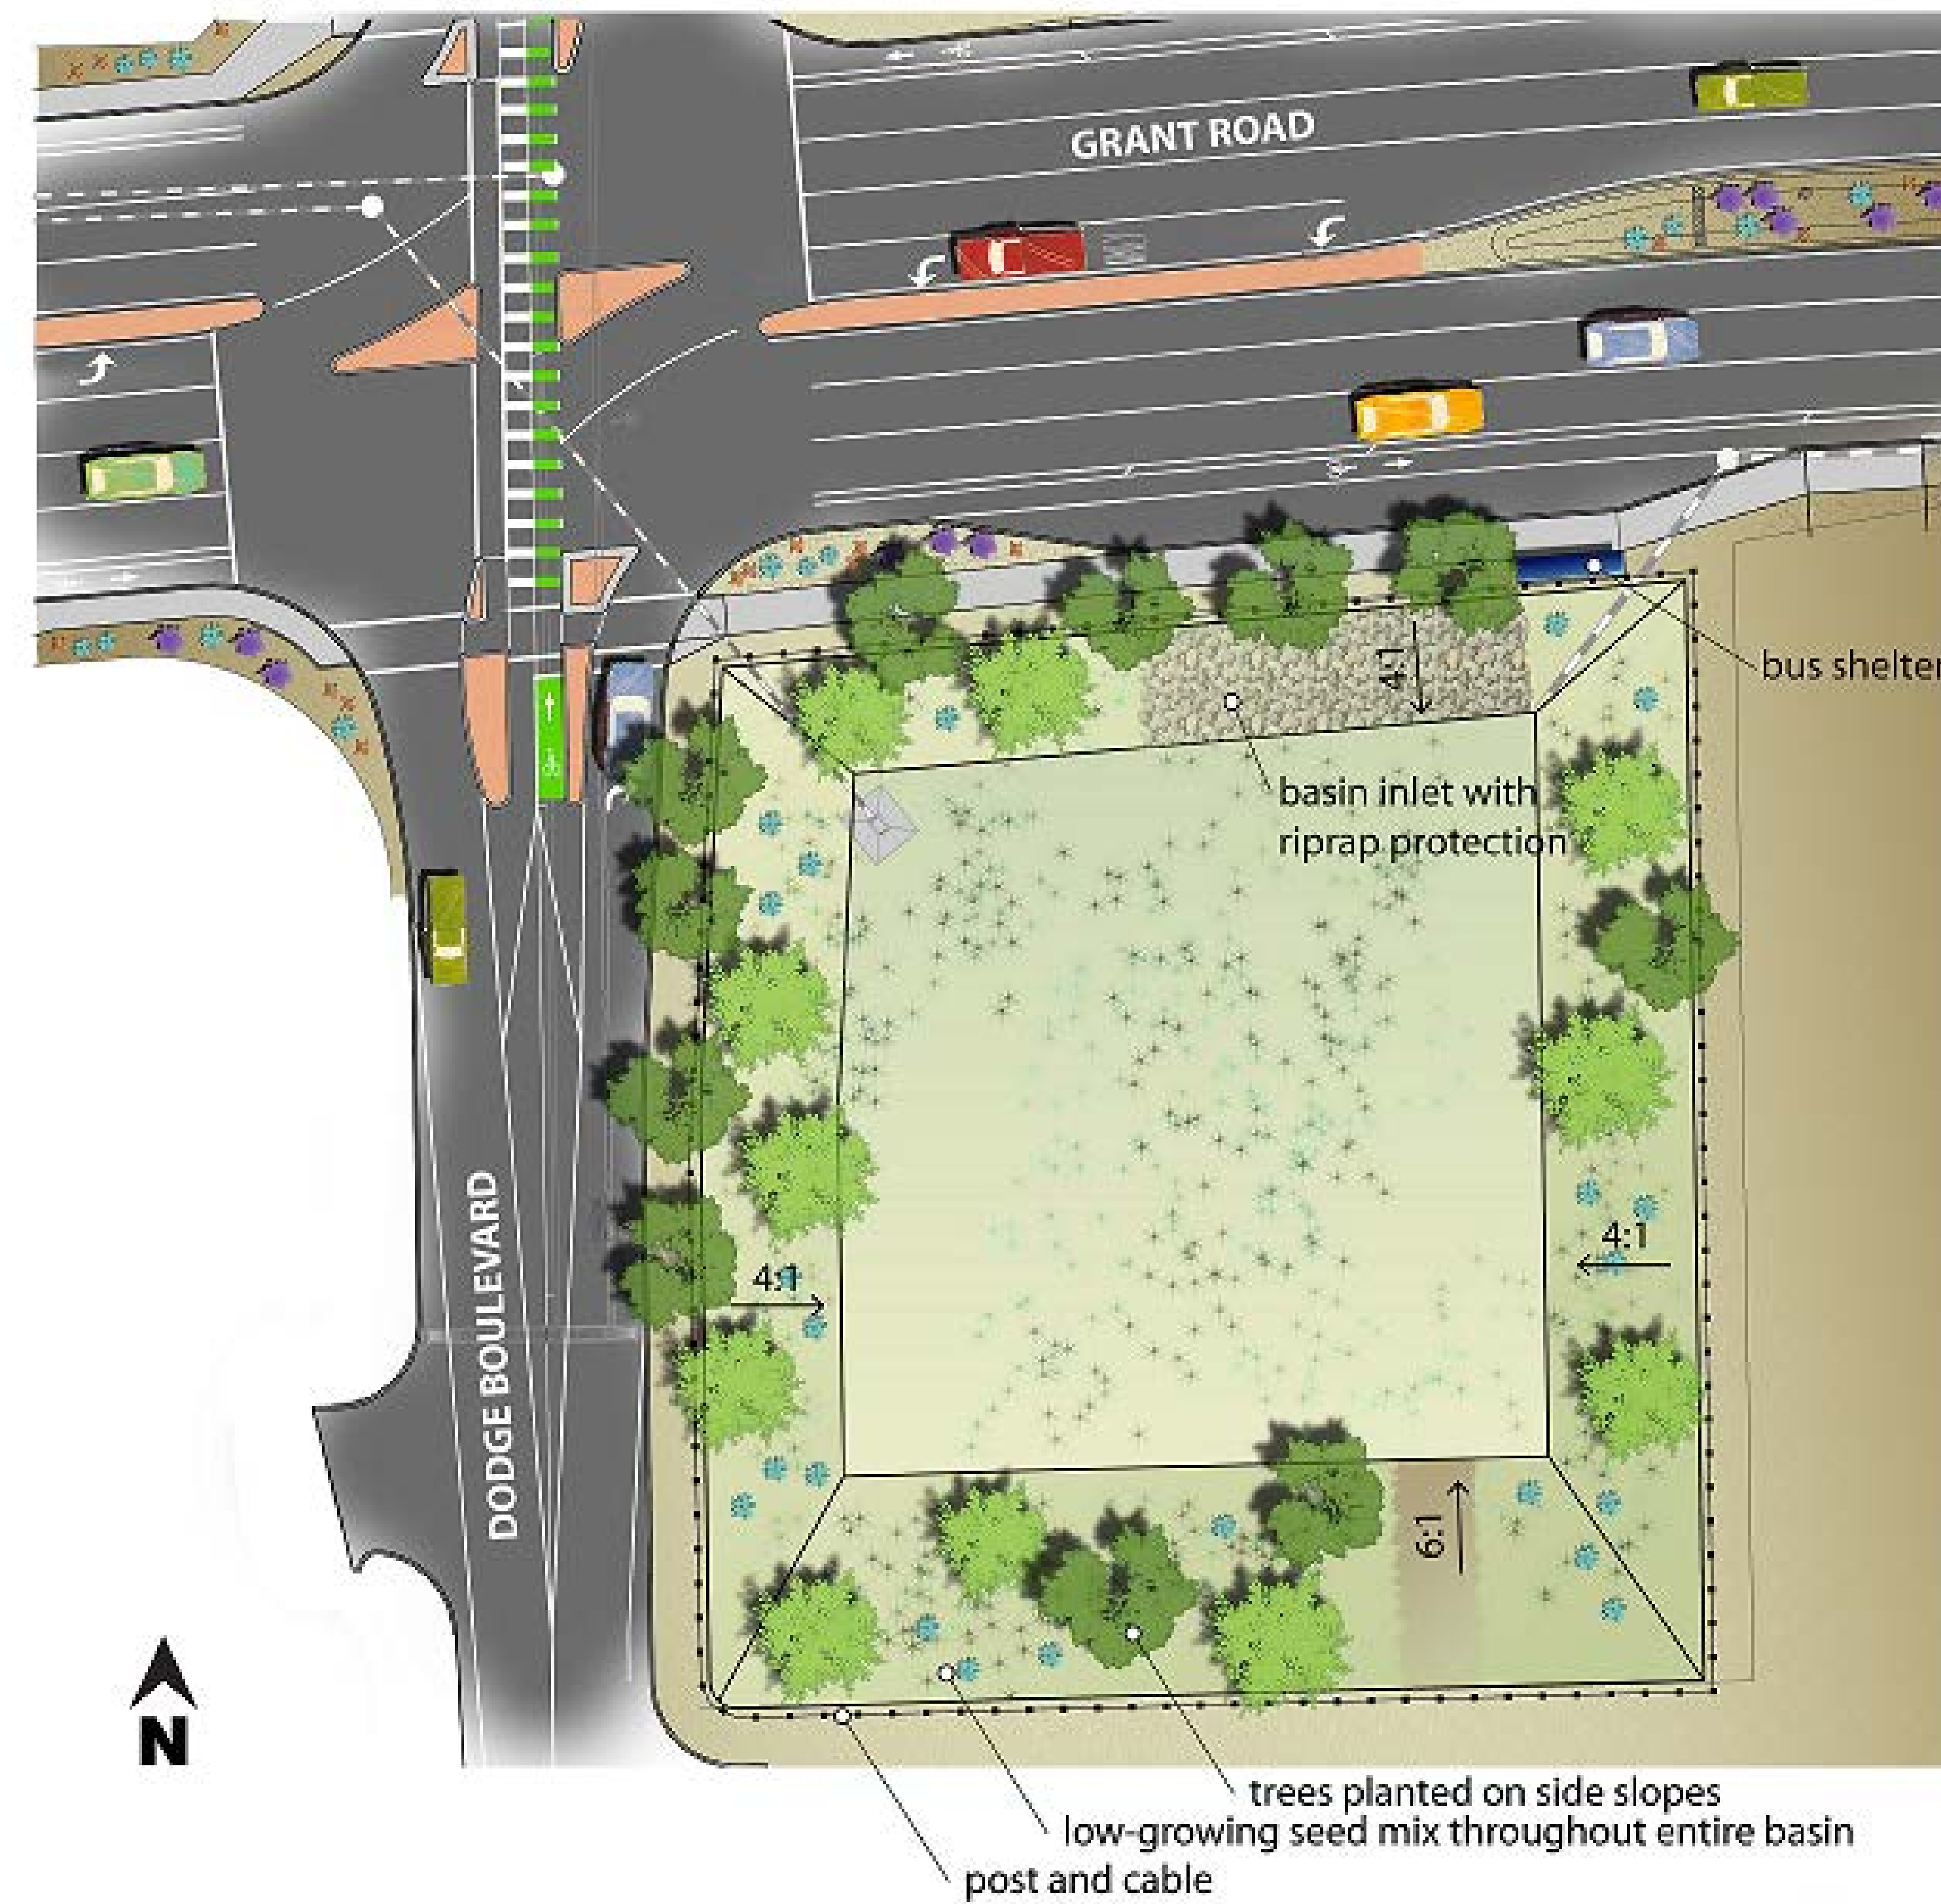 GRANT ROAD
bus shelter
4:1
basin inlet with
riprap protection
4:1
4:1
DODGE BOULEVARD
6:1
N
trees planted on side slopes
low-growing seed mix throughout entire basin
post and cable